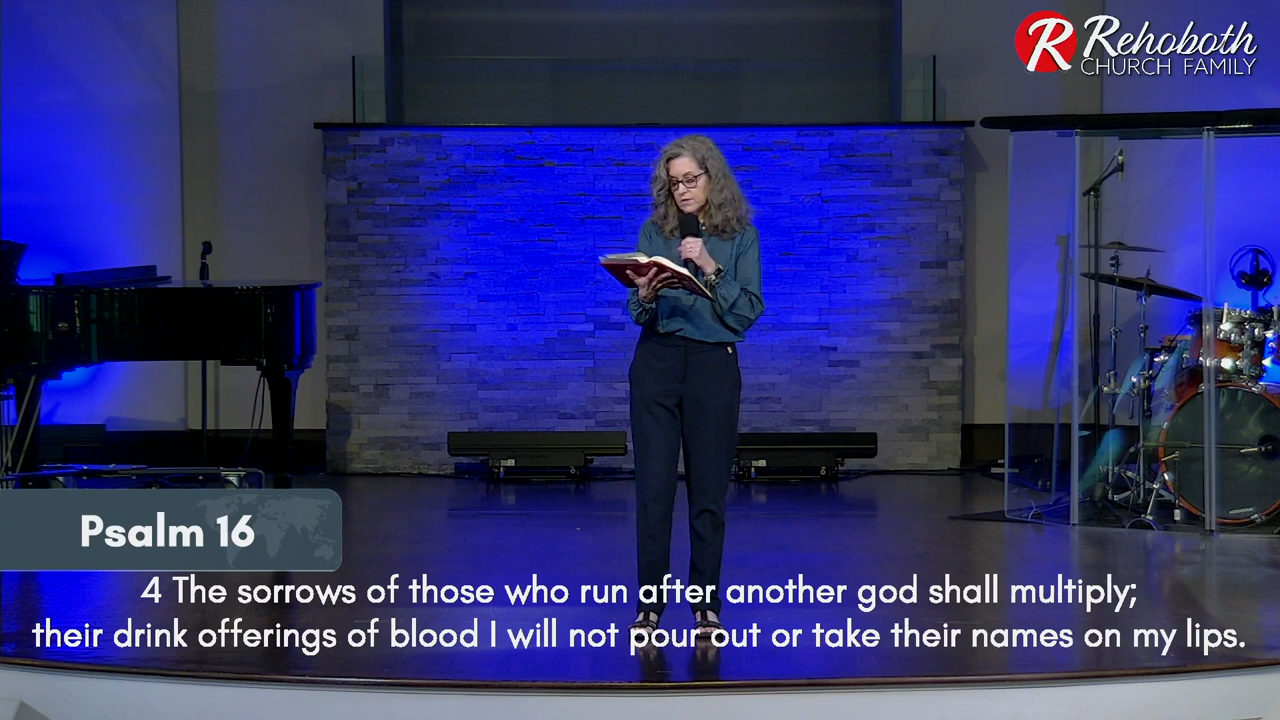 R Rehoboth
CHURCH FAMILY
Psalm 16
4 The sorrows of those who run after another god shall multiply;
their drink offerings of blood I will not pour out or take their names on my lips.